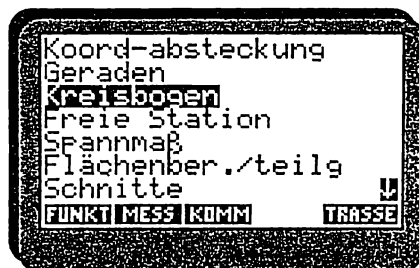 Koord-absteckung
Geraden
Kreisbogen
Freie Station
Spannmaß
Flächenber./teilg
Schnitte
FUNKT MESS KOMM TRASSE